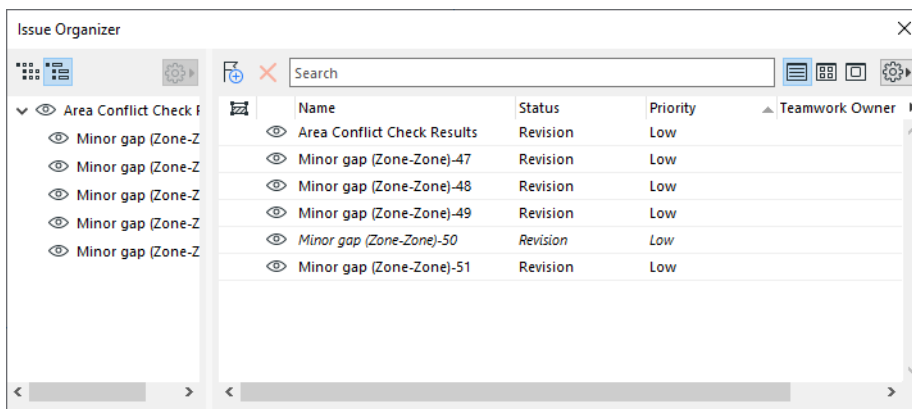 Issue Organizer
Search
Area Conflict Check
Minor gap (Zone-Z
Minor gap (Zone-Z
Minor gap (Zone-Z
Minor gap (Zone-Z
Minor gap (Zone-Z
Name Status Priority Teamwork Owner
Area Conflict Check Results Revision Low
Minor gap (Zone-Zone)-47 Revision Low
Minor gap (Zone-Zone)-48 Revision Low
Minor gap (Zone-Zone)-49 Revision Low
Minor gap (Zone-Zone)-50 Revision Low
Minor gap (Zone-Zone)-51 Revision Low